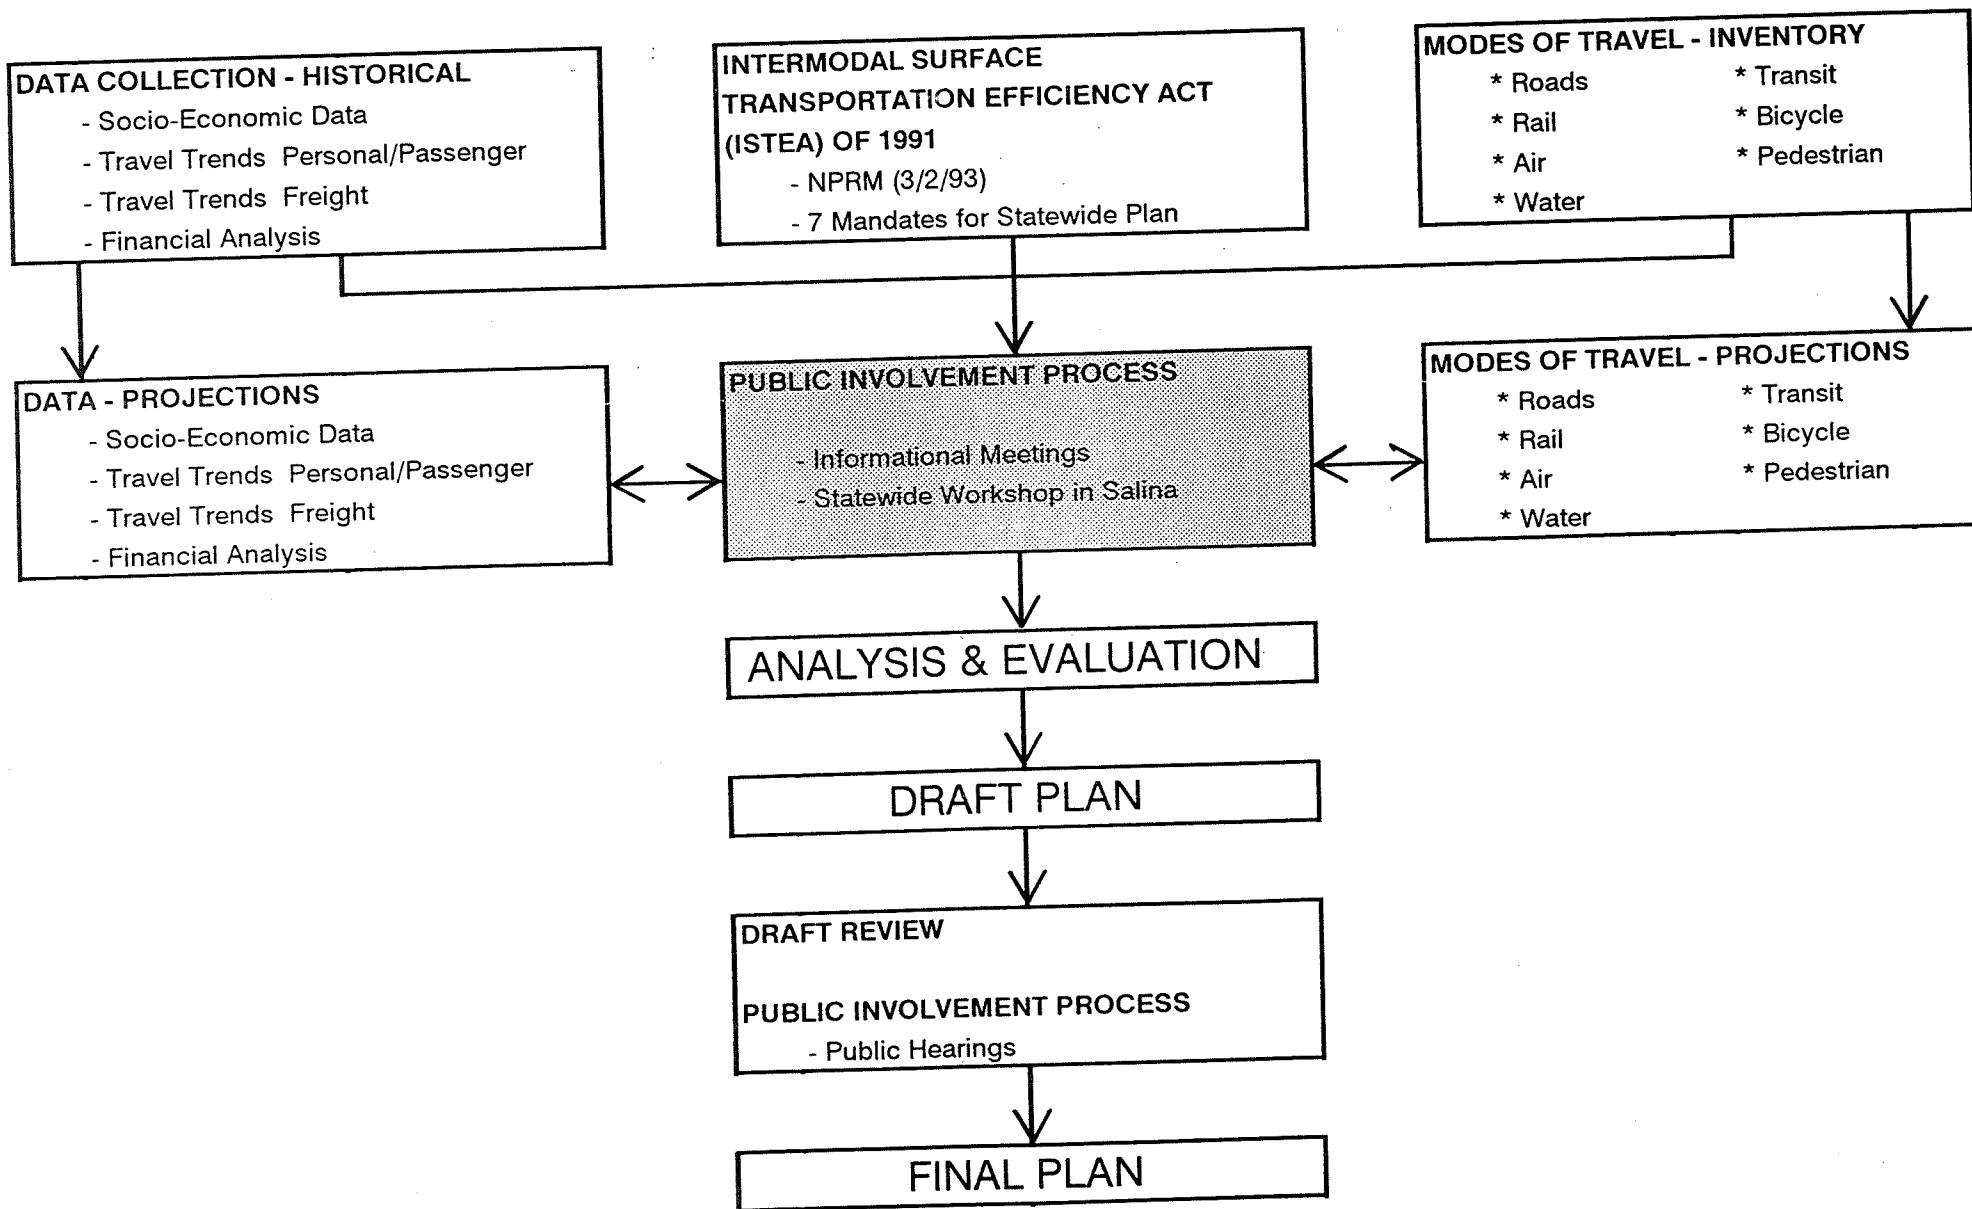 DATA COLLECTION - HISTORICAL
- Socio-Economic Data
- Travel Trends Personal/Passenger
- Travel Trends Freight
- Financial Analysis
INTERMODAL SURFACE
TRANSPORTATION EFFICIENCY ACT
(ISTEA) OF 1991
- NPRM (3/2/93)
- 7 Mandates for Statewide Plan
MODES OF TRAVEL - INVENTORY
* Roads
* Rail
* Air
* Water
* Transit
* Bicycle
* Pedestrian
DATA - PROJECTIONS
- Socio-Economic Data
- Travel Trends Personal/Passenger
- Travel Trends Freight
- Financial Analysis
PUBLIC INVOLVEMENT PROCESS
- Informational Meetings
- Statewide Workshop in Salina
MODES OF TRAVEL - PROJECTIONS
* Roads
* Rail
* Air
* Water
* Transit
* Bicycle
* Pedestrian
ANALYSIS & EVALUATION
DRAFT PLAN
DRAFT REVIEW
PUBLIC INVOLVEMENT PROCESS
- Public Hearings
FINAL PLAN